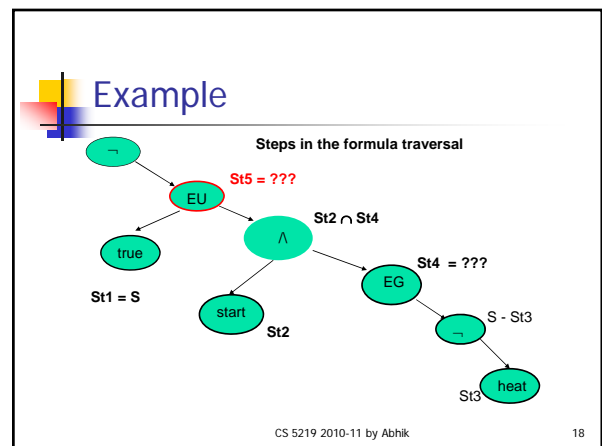 Example
Steps in the formula traversal
¬
St5 = ???
EU
St2 ∩ St4
Λ
true
St4 = ???
EG
St1 = S
start
St2
S - St3
¬
heat
St3
CS 5219 2010-11 by Abhik
18